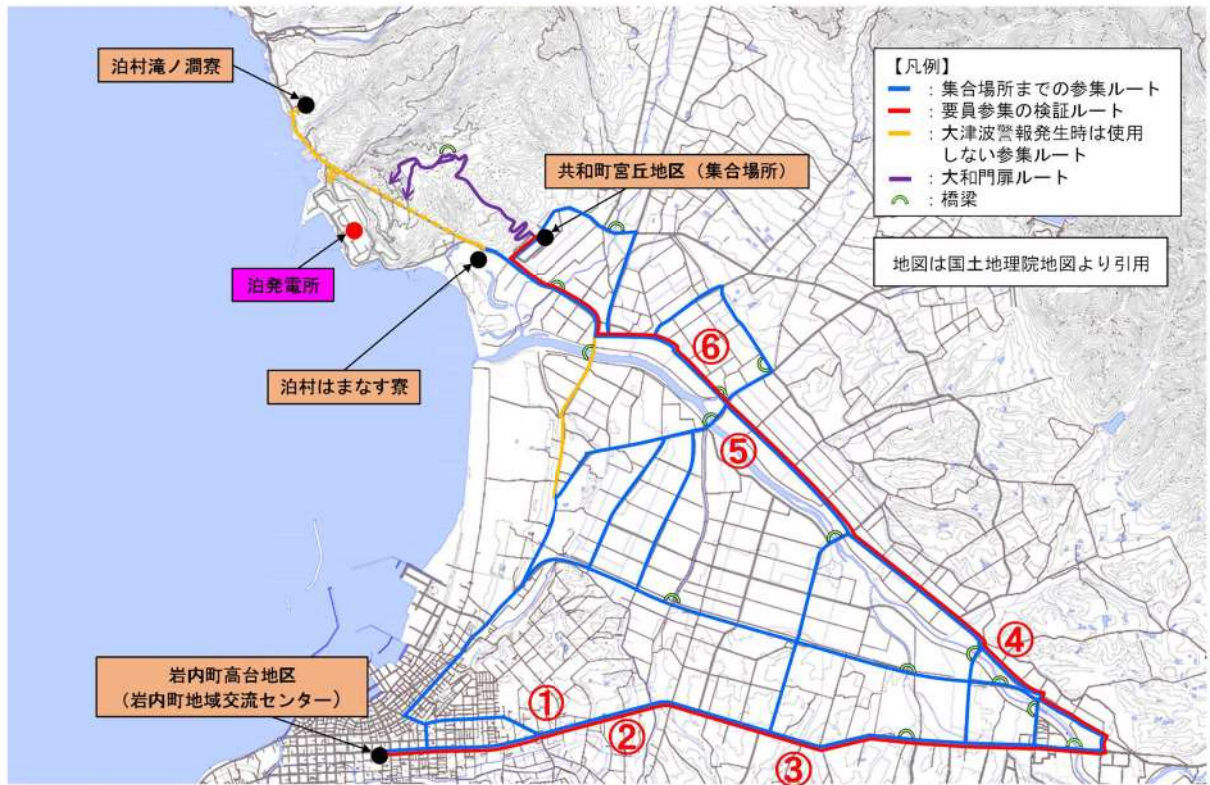 泊村滝ノ澗寮
共和町宮丘地区（集合場所）
泊発電所
泊村はまなす寮
【凡例】
：集合場所までの参集ルート
：要員参集の検証ルート
：大津波警報発生時は使用
しない参集ルート
：大和門扉ルート
：橋梁
地図は国土地理院地図より引用
⑥
⑤
④
岩内町高台地区
（岩内町地域交流センター）
①
②
③